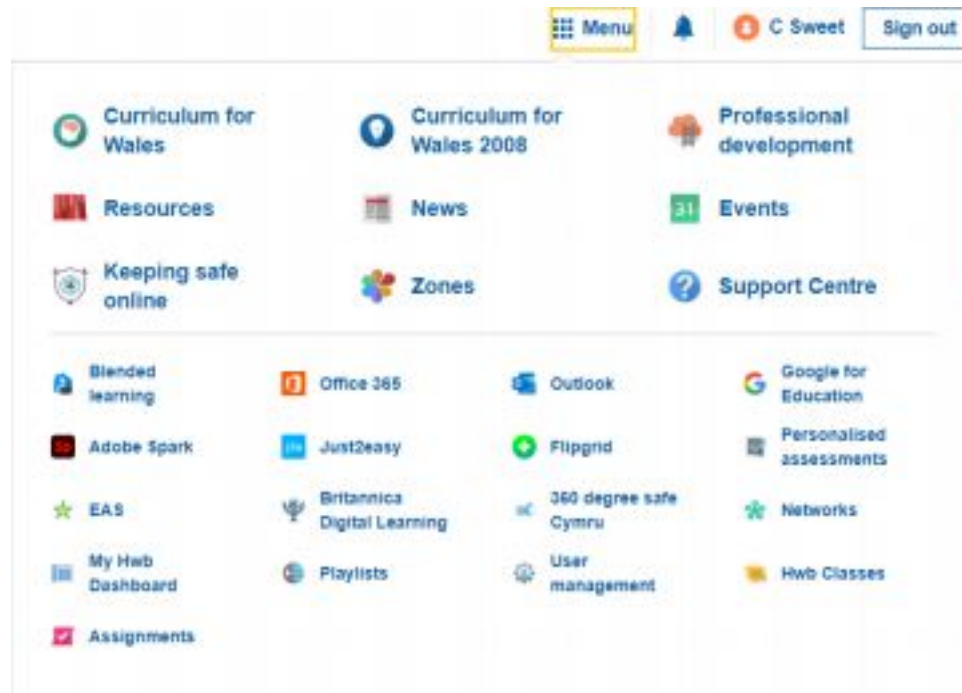 Menu C Sweet Sign out
Curriculum for Wales
Curriculum for Wales 2008
Professional development
Resources
News
31
Events
Keeping safe online
Zones
?
Support Centre
Blended learning
Office 365
Outlook
G
Google for Education
Sp
Adobe Spark
Just2easy
Flipgrid
Personalised assessments
EAS
Britannica Digital Learning
360 degree safe Cymru
Networks
My Hwb Dashboard
Playlists
User management
Hwb Classes
Assignments